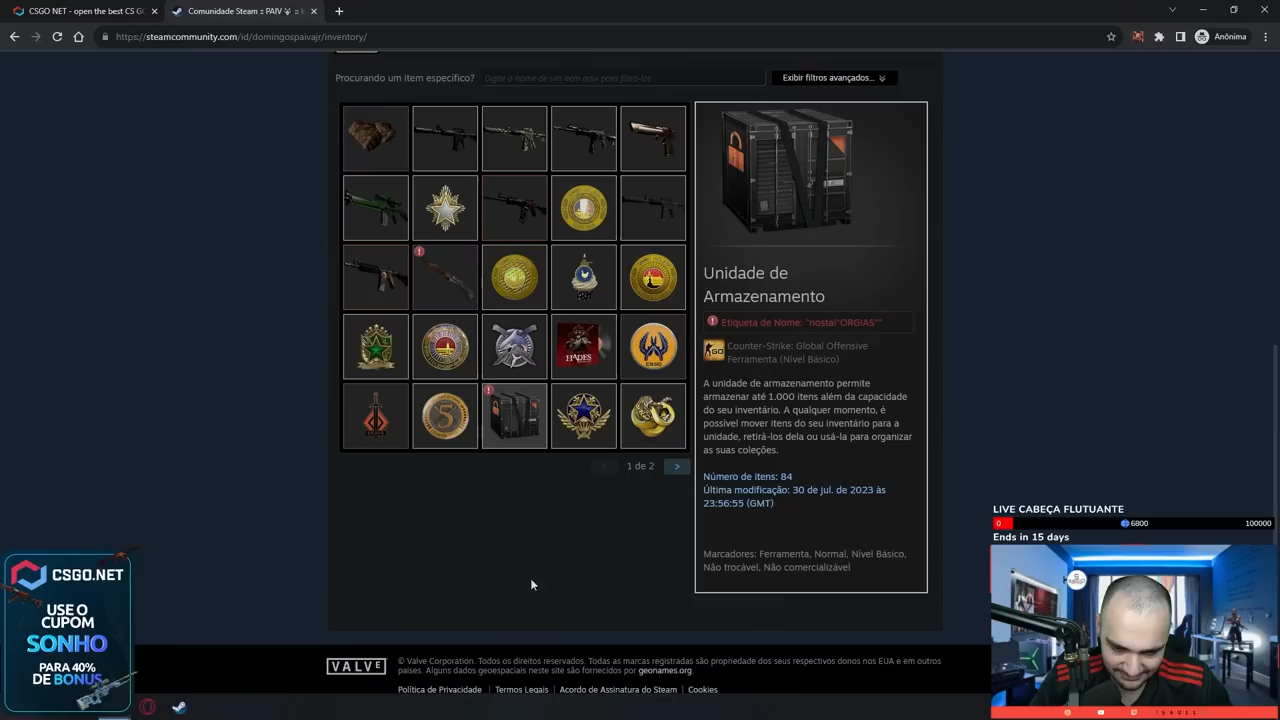 CSGO NET - open the best CS G
Comunidade Steam :: PAIV
https://steamcommunity.com/id/domingospaivajr/inventory/
Anônima
Procurando um item específico?
Digite o nome de um item aqui para filtrá-los
Exibir filtros avançados...
Unidade de
Armazenamento
Etiqueta de Nome: "nostal"ORGIAS""
Counter-Strike: Global Offensive
Ferramenta (Nível Básico)
A unidade de armazenamento permite
armazenar até 1.000 itens além da capacidade
do seu inventário. A qualquer momento, é
possível mover itens do seu inventário para a
unidade, retirá-los dela ou usá-la para organizar
as suas coleções.
Número de itens: 84
Última modificação: 30 de jul. de 2023 às
23:56:55 (GMT)
Marcadores: Ferramenta, Normal, Nível Básico,
Não trocável, Não comercializável
HADES
CSGO
5
< 1 de 2 >
LIVE CABEÇA FLUTUANTE
0 6800 100000
Ends in 15 days
CSGO.NET
USE O
CUPOM
SONHO
PARA 40%
DE BONUS
VALVE
© Valve Corporation. Todos os direitos reservados. Todas as marcas registradas são propriedade dos seus respectivos donos nos EUA e em outros
países. Alguns dados geoespaciais neste site são fornecidos por geonames.org.
Política de Privacidade Termos Legais Acordo de Assinatura do Steam Cookies